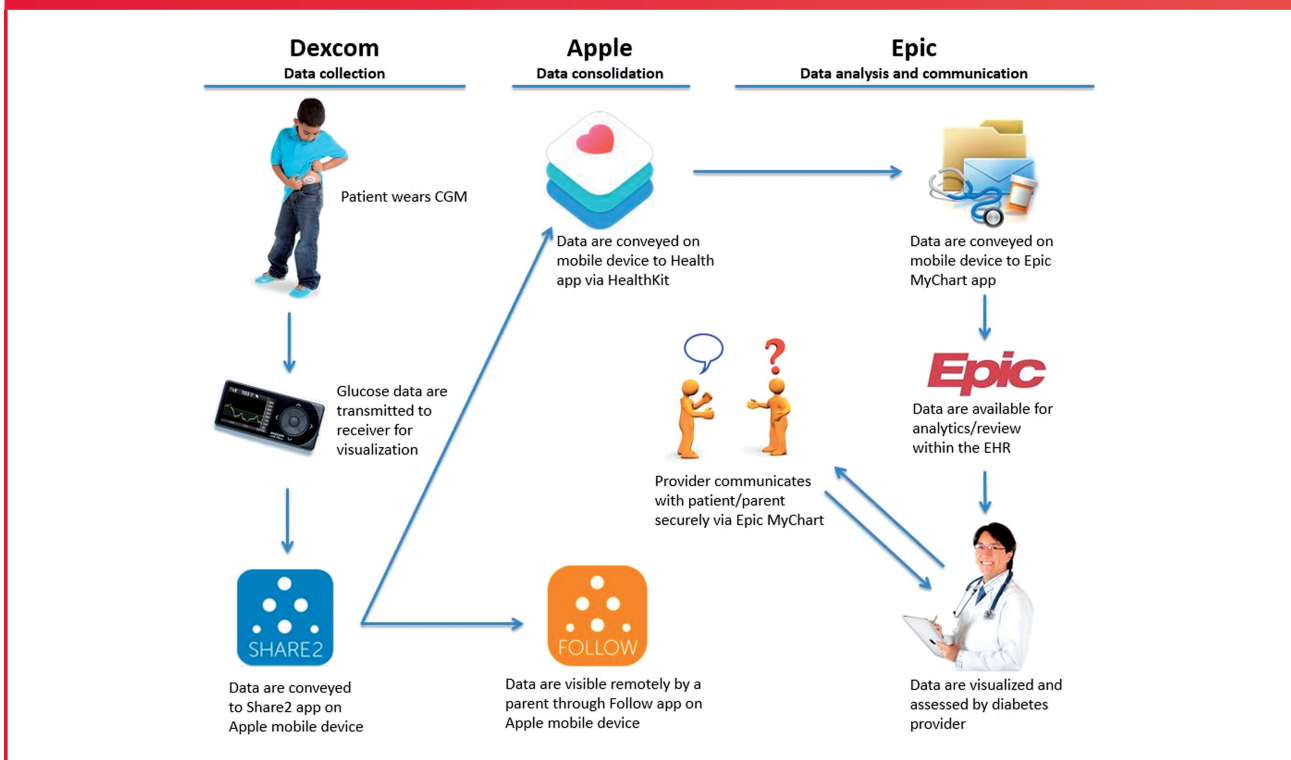 Dexcom
Data collection
Apple
Data consolidation
Epic
Data analysis and communication
Patient wears CGM
Glucose data are
transmitted to
receiver for
visualization
SHARE2
Data are conveyed
to Share2 app on
Apple mobile device
Data are conveyed on
mobile device to Health
app via HealthKit
?
Provider communicates
with patient/parent
securely via Epic MyChart
FOLLOW
Data are visible remotely by a
parent through Follow app on
Apple mobile device
Data are conveyed on
mobile device to Epic
MyChart app
Epic
Data are available for
analytics/review
within the EHR
Data are visualized and
assessed by diabetes
provider